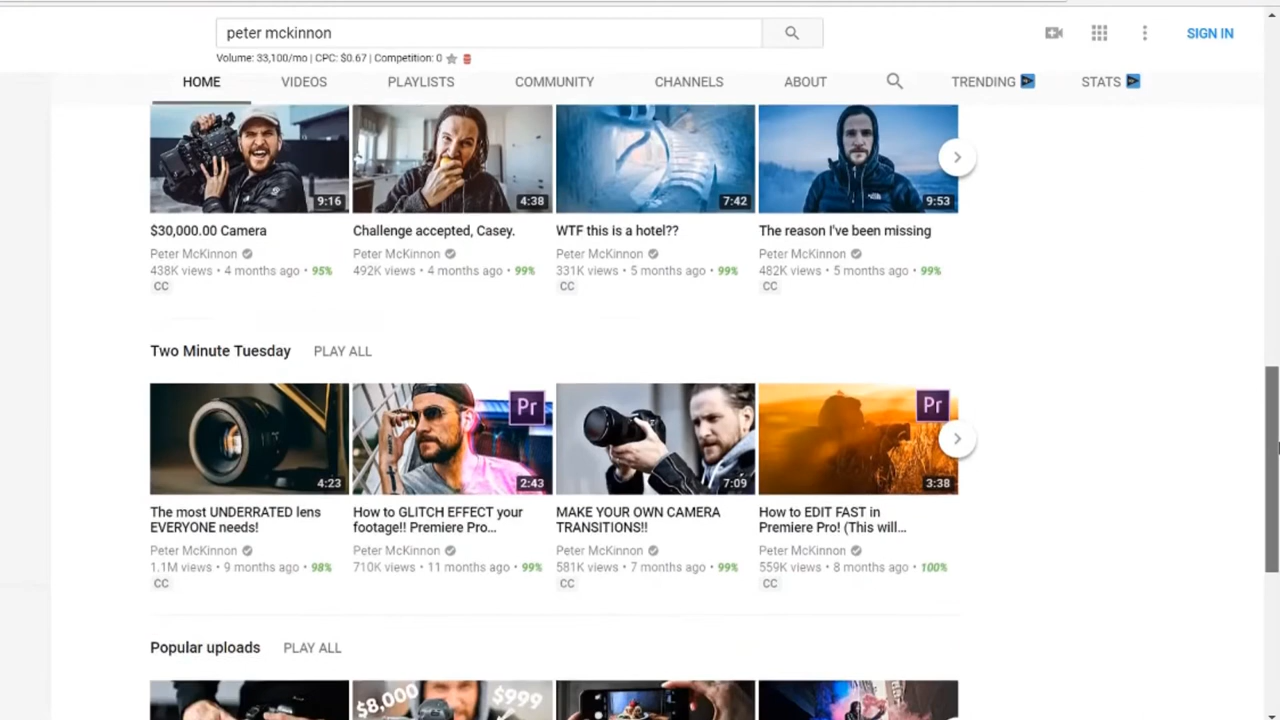 peter mckinnon
SIGN IN
Volume: 33,100/mo | CPC: $0.67 | Competition: 0
HOME VIDEOS PLAYLISTS COMMUNITY CHANNELS ABOUT TRENDING STATS
9:16 4:38 7:42 9:53
$30,000.00 Camera
Peter McKinnon
438K views • 4 months ago • 95%
CC
Challenge accepted, Casey.
Peter McKinnon
492K views • 4 months ago • 99%
WTF this is a hotel??
Peter McKinnon
331K views • 5 months ago • 99%
CC
The reason I've been missing
Peter McKinnon
482K views • 5 months ago • 99%
CC
Two Minute Tuesday PLAY ALL
Pr Pr
4:23 2:43 7:09 3:38
The most UNDERRATED lens
EVERYONE needs!
Peter McKinnon
1.1M views • 9 months ago • 98%
CC
How to GLITCH EFFECT your
footage!! Premiere Pro...
Peter McKinnon
710K views • 11 months ago • 99%
MAKE YOUR OWN CAMERA
TRANSITIONS!!
Peter McKinnon
581K views • 7 months ago • 99%
CC
How to EDIT FAST in
Premiere Pro! (This will...
Peter McKinnon
559K views • 8 months ago • 100%
CC
Popular uploads PLAY ALL
$8,000 $999